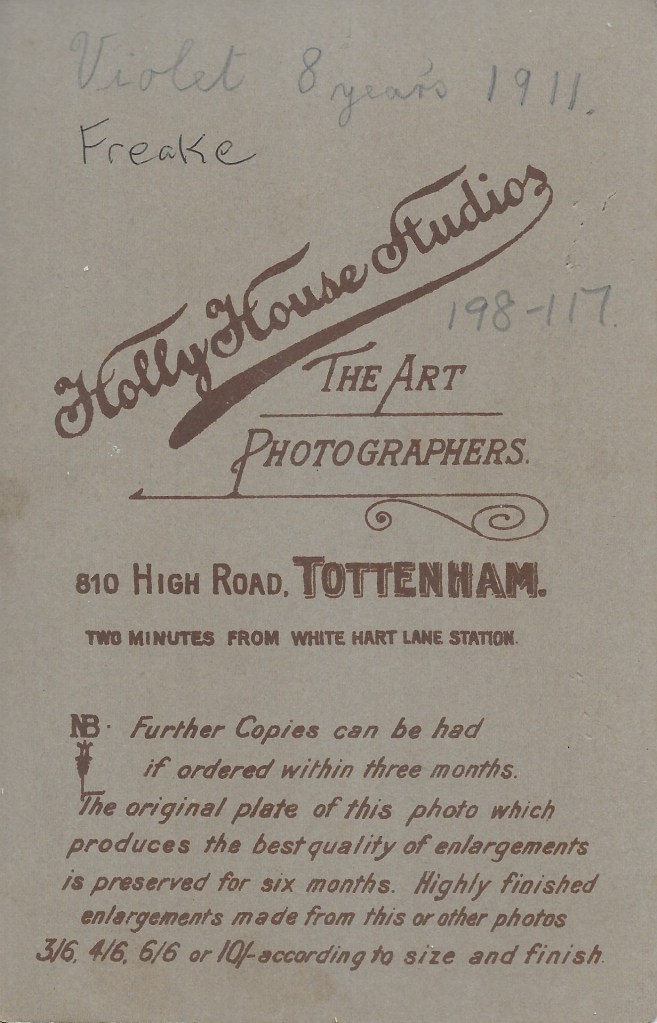 Violet 8 years 1911.
Freake
Holly House Studios
198-117.
THE ART
PHOTOGRAPHERS.
810 HIGH ROAD, TOTTENHAM.
TWO MINUTES FROM WHITE HART LANE STATION.
NB. Further Copies can be had
if ordered within three months.
The original plate of this photo which
produces the best quality of enlargements
is preserved for six months. Highly finished
enlargements made from this or other photos
3/6, 4/6, 6/6 or 10/- according to size and finish.